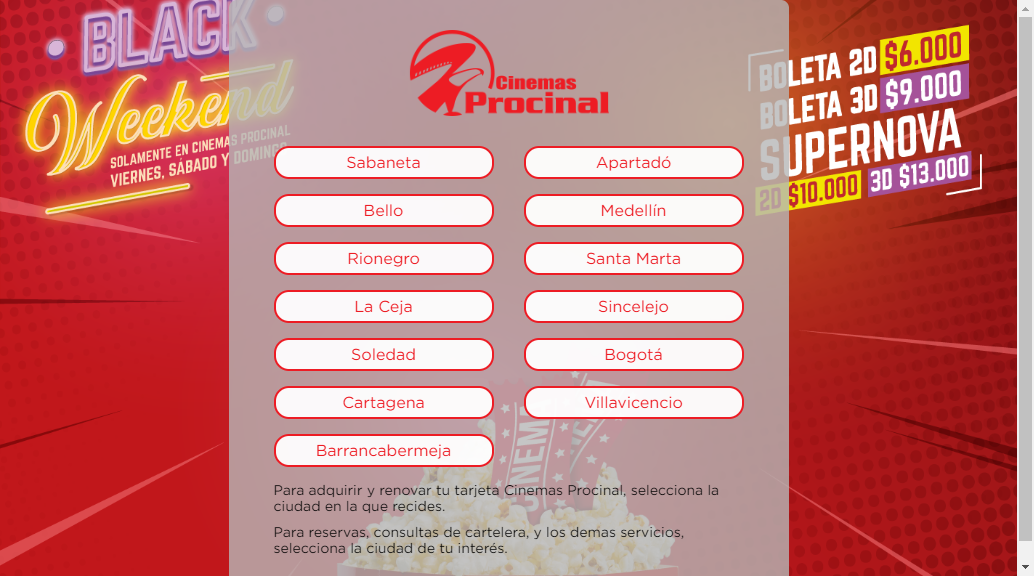 BLACK
Weekend
SOLAMENTE EN CINEMAS PROCINAL
VIERNES, SÁBADO Y DOMINGO
Cinemas
Procinal
BOLETA 2D $6.000
BOLETA 3D $9.000
SUPERNOVA
2D $10.000 3D $13.000
Sabaneta
Apartadó
Bello
Medellín
Rionegro
Santa Marta
La Ceja
Sincelejo
Soledad
Bogotá
Cartagena
Villavicencio
Barrancabermeja
Para adquirir y renovar tu tarjeta Cinemas Procinal, selecciona la
ciudad en la que recides.
Para reservas, consultas de cartelera, y los demas servicios,
selecciona la ciudad de tu interés.